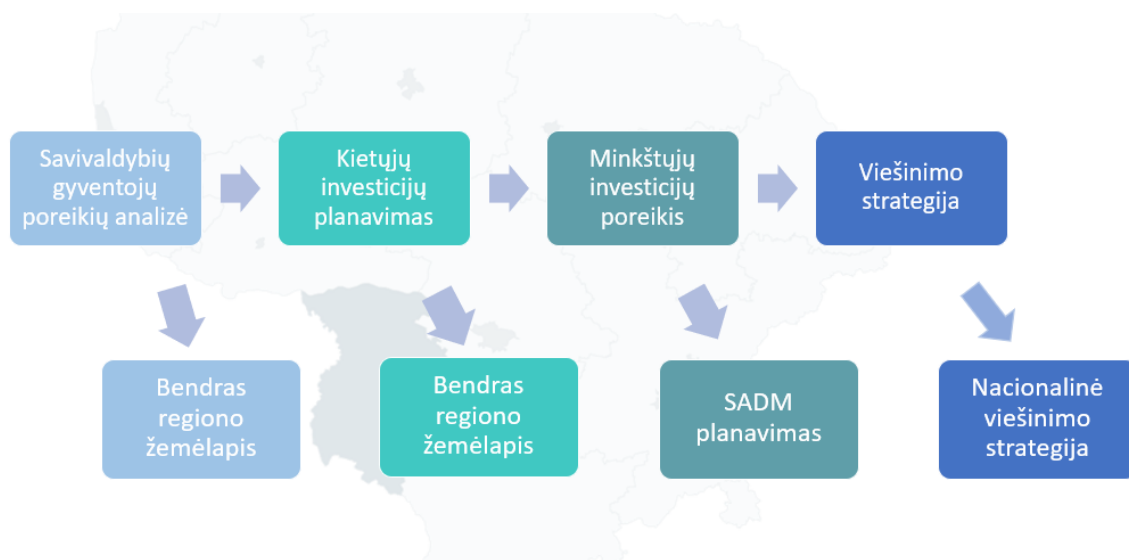 Savivaldybių
gyventojų
poreikių analizė
Kietųjų
investicijų
planavimas
Minkštųjų
investicijų
poreikis
Viešinimo
strategija
Bendras
regiono
žemėlapis
Bendras
regiono
žemėlapis
SADM
planavimas
Nacionalinė
viešinimo
strategija